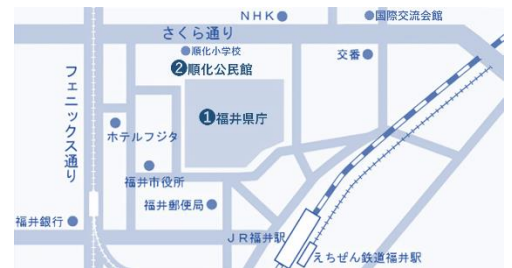 NHK
国際交流会館
さくら通り
順化小学校
交番
❷順化公民館
フェニックス通り
❶福井県庁
ホテルフジタ
福井市役所
福井郵便局
福井銀行
JR福井駅
えちぜん鉄道福井駅